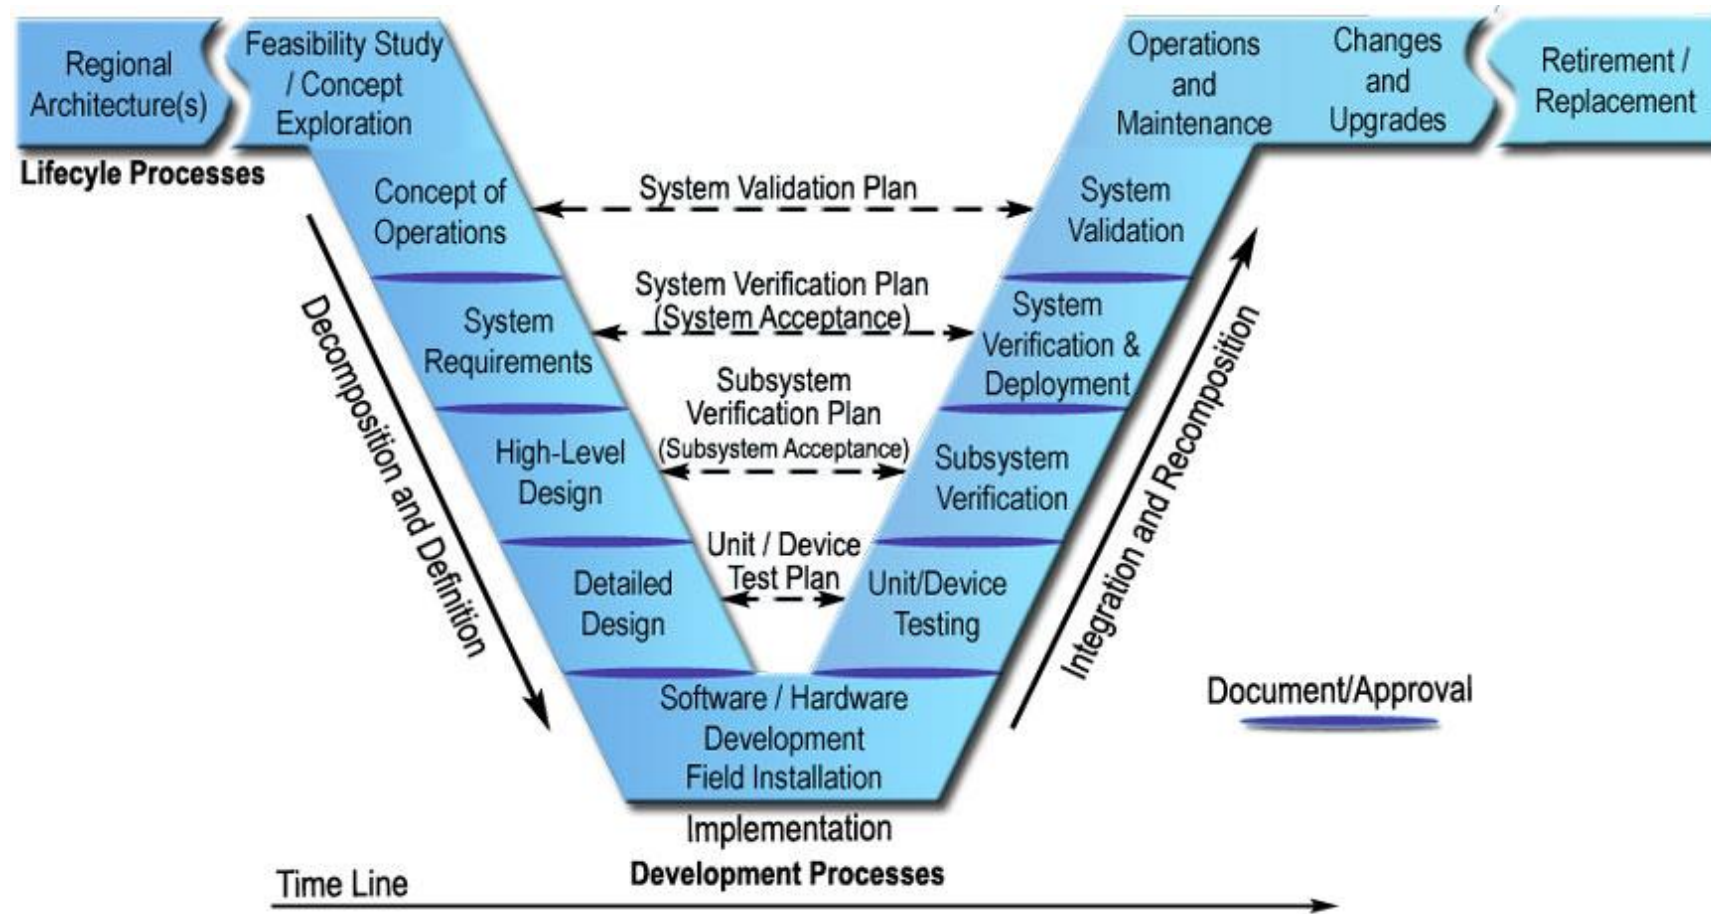 Regional
Architecture(s)
Feasibility Study
/ Concept
Exploration
Operations
and
Maintenance
Changes
and
Upgrades
Retirement /
Replacement
Lifecyle Processes
Concept of
Operations
System Validation Plan
System
Validation
System
Requirements
System Verification Plan
(System Acceptance)
System
Verification &
Deployment
High-Level
Design
Subsystem
Verification Plan
(Subsystem Acceptance)
Subsystem
Verification
Detailed
Design
Unit / Device
Test Plan
Unit/Device
Testing
Decomposition and Definition
Integration and Recomposition
Software / Hardware
Development
Field Installation
Document/Approval
Implementation
Development Processes
Time Line